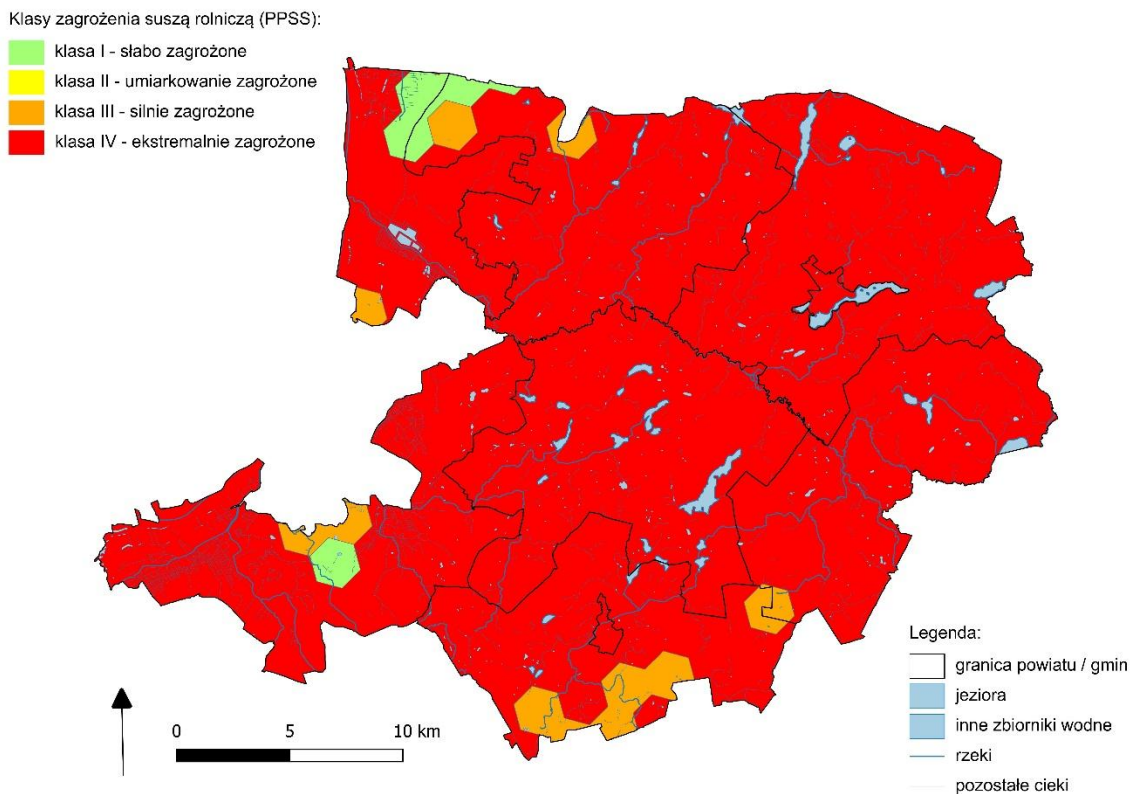 Klasy zagrożenia suszą rolniczą (PPSS):
klasa I - słabo zagrożone
klasa II - umiarkowanie zagrożone
klasa III - silnie zagrożone
klasa IV - ekstremalnie zagrożone
Legenda:
granica powiatu / gmin
jeziora
inne zbiorniki wodne
rzeki
pozostałe cieki
0 5 10 km